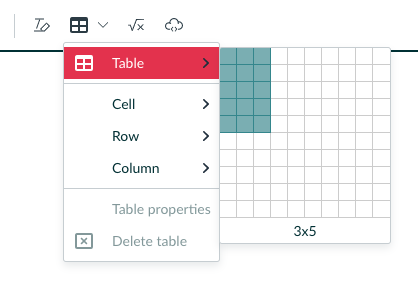 √x
Table
Cell
Row
Column
Table properties
Delete table
3x5